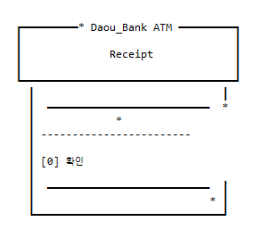 * Daou_Bank ATM
Receipt
*
*
-----------------------
[0] 확인
*